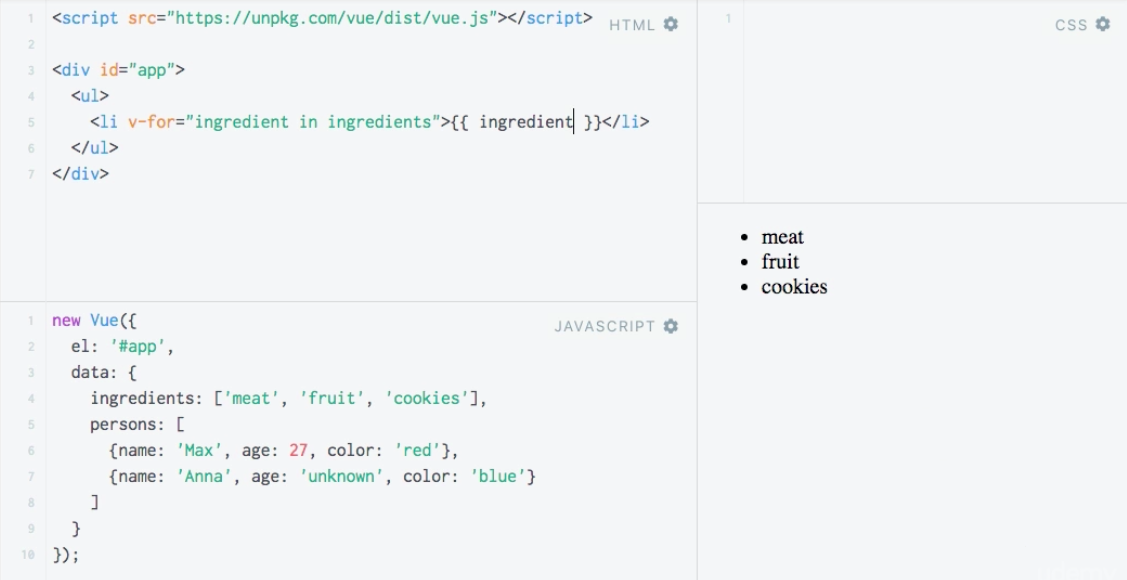 1 <script src="https://unpkg.com/vue/dist/vue.js"></script>
HTML
2
3 <div id="app">
4 <ul>
5 <li v-for="ingredient in ingredients">{{ ingredient }}</li>
6 </ul>
7 </div>
1
CSS
meat
fruit
cookies
1 new Vue({
JAVASCRIPT
2 el: '#app',
3 data: {
4 ingredients: ['meat', 'fruit', 'cookies'],
5 persons: [
6 {name: 'Max', age: 27, color: 'red'},
7 {name: 'Anna', age: 'unknown', color: 'blue'}
8 ]
9 }
10 });